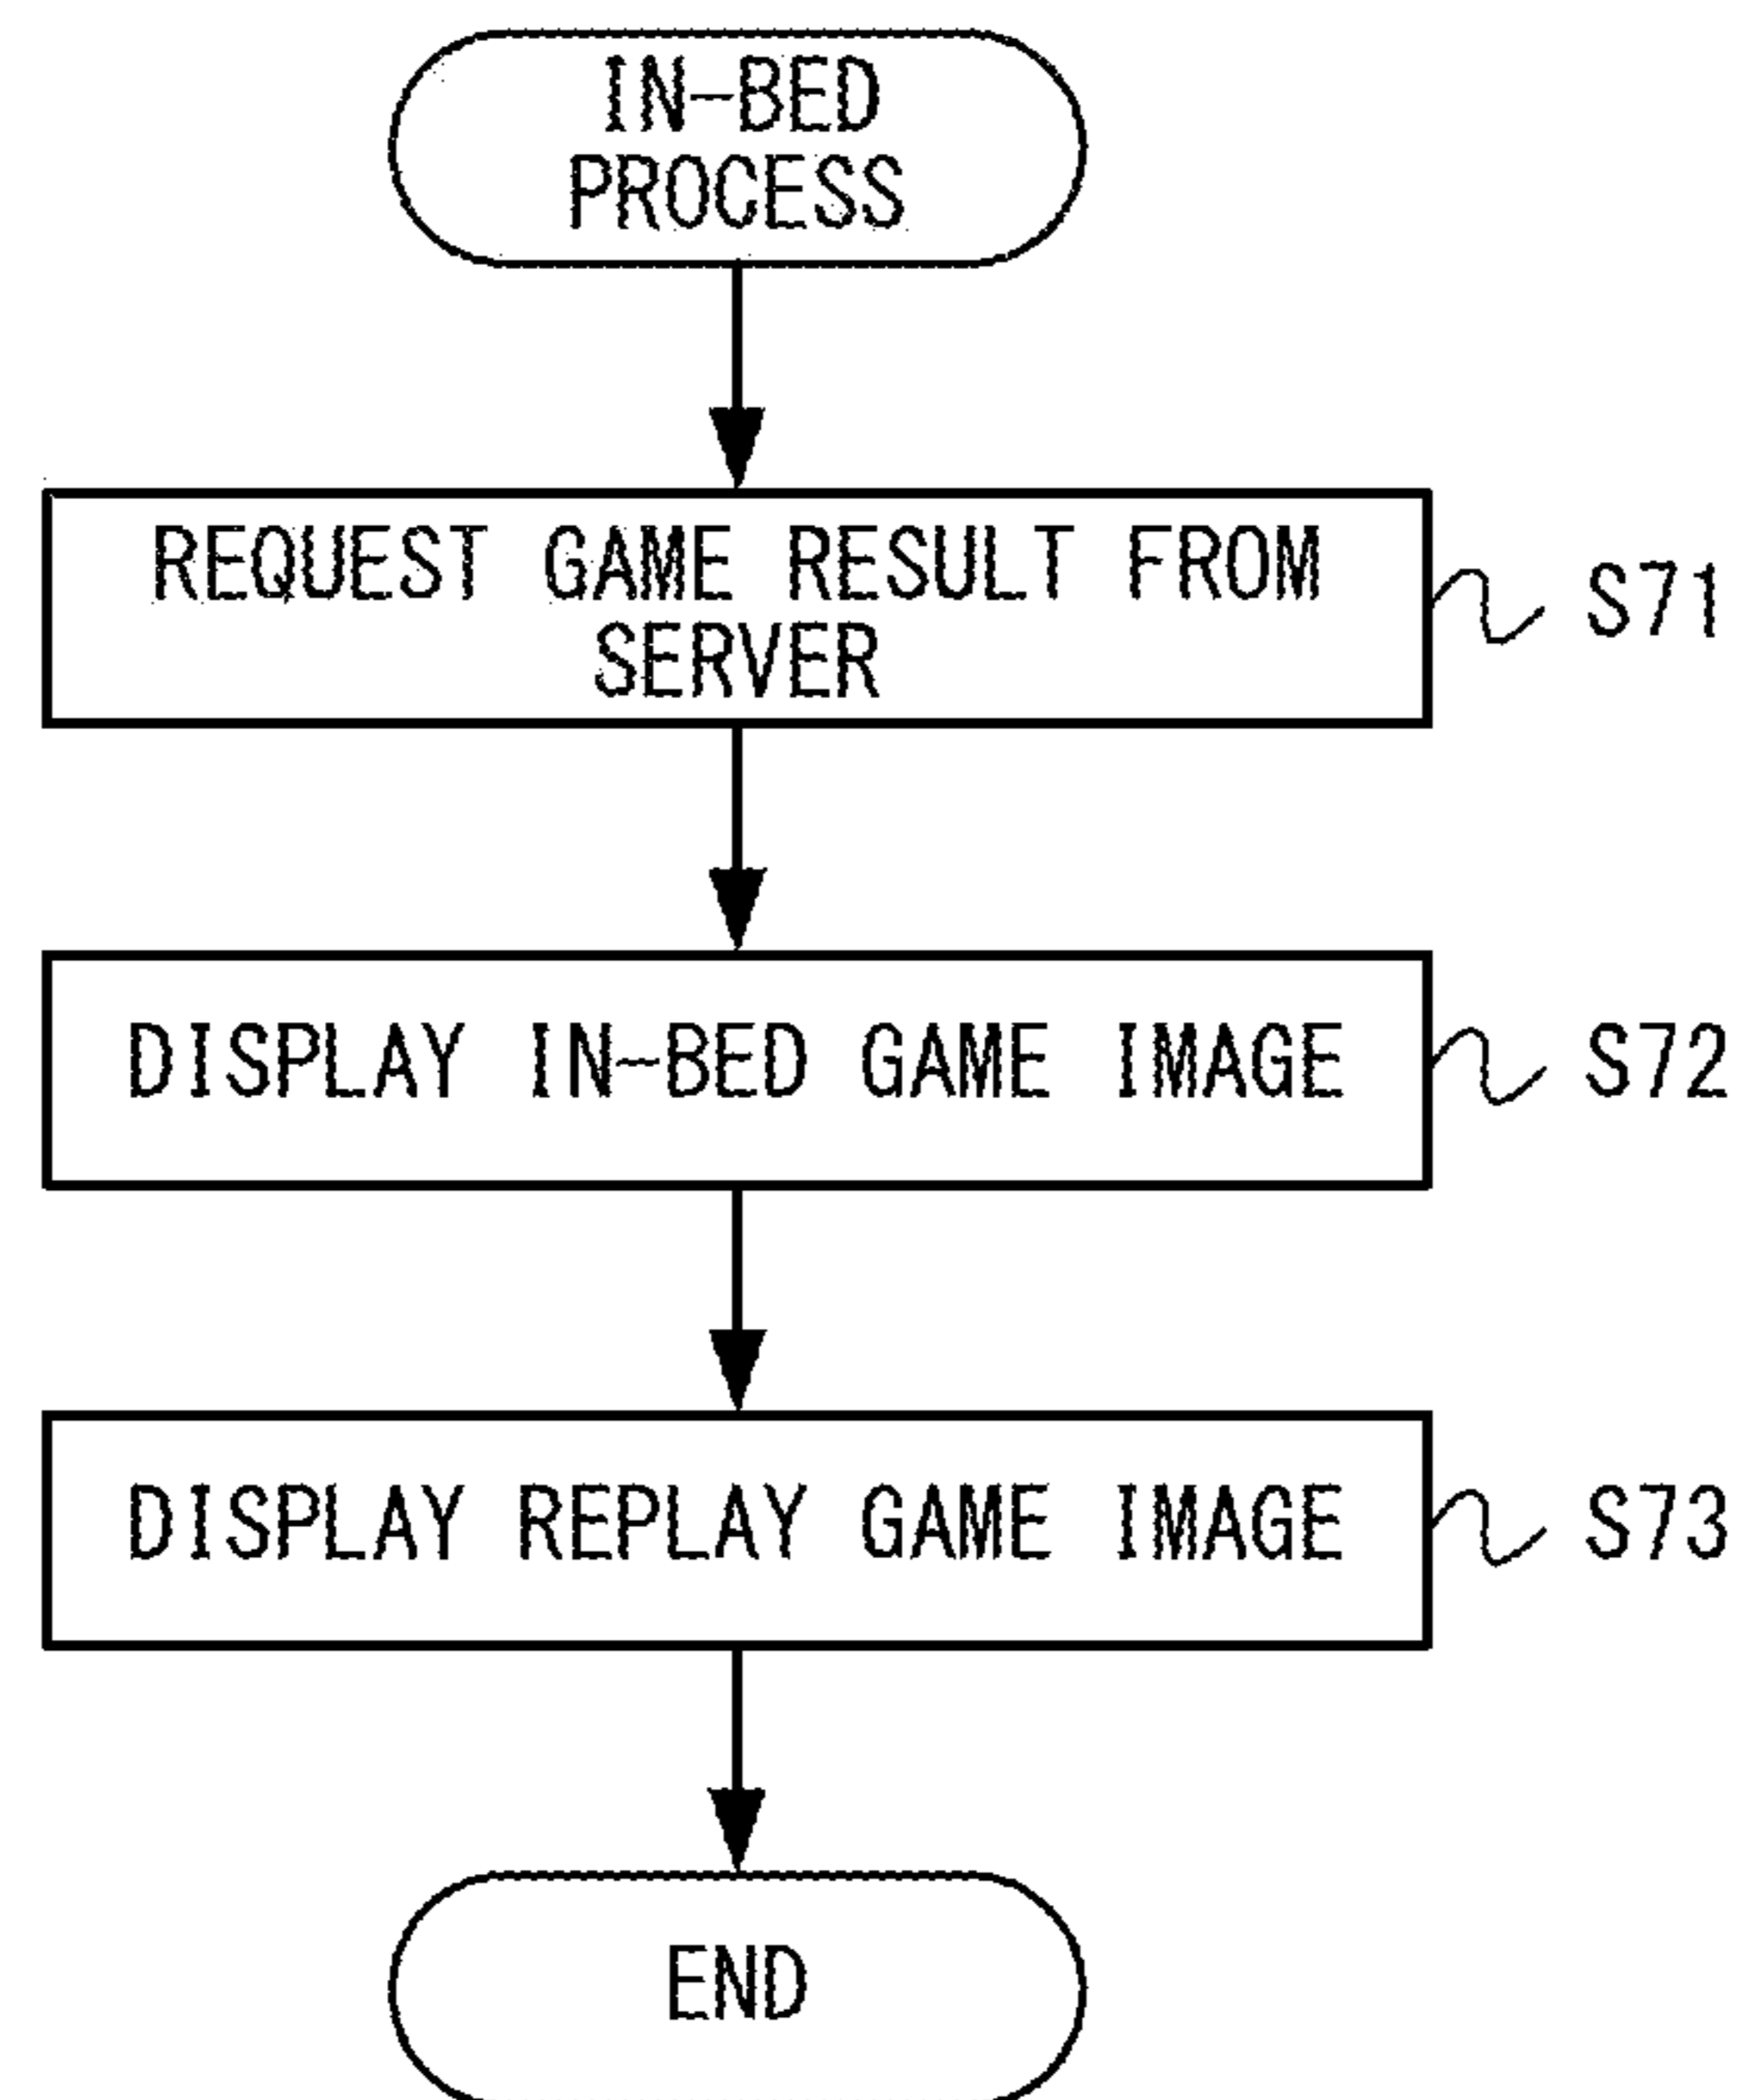 IN-BED
PROCESS
REQUEST GAME RESULT FROM
SERVER
S71
DISPLAY IN-BED GAME IMAGE
S72
DISPLAY REPLAY GAME IMAGE
S73
END